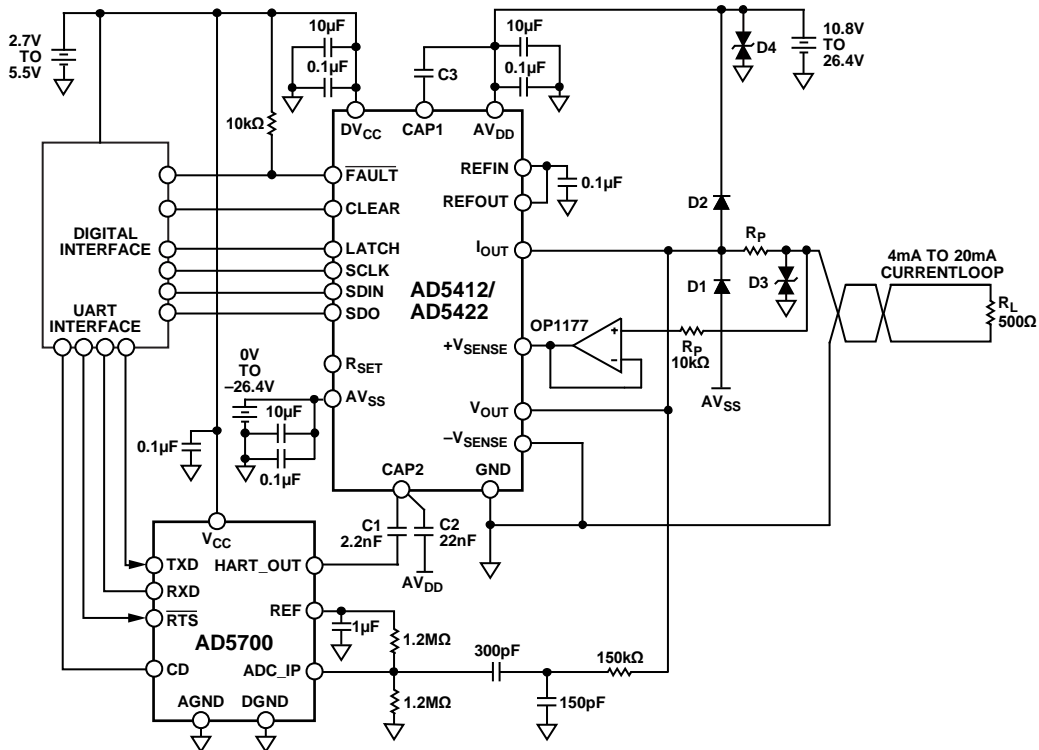 2.7V
TO
5.5V
10µF
0.1µF
10kΩ
C3
10µF
0.1µF
D4
10.8V
TO
26.4V
DVCC
CAP1
AVDD
DIGITAL
INTERFACE
UART
INTERFACE
FAULT
CLEAR
LATCH
SCLK
SDIN
SDO
RSET
AVSS
AD5412/
AD5422
REFIN
REFOUT
IOUT
+VSENSE
VOUT
–VSENSE
CAP2
GND
0.1µF
D2
D1
RP
D3
4mA TO 20mA
CURRENTLOOP
RL
500Ω
OP1177
RP
10kΩ
AVSS
0V
TO
–26.4V
10µF
0.1µF
0.1µF
C1
2.2nF
C2
22nF
AVDD
VCC
TXD
RXD
RTS
CD
AD5700
HART_OUT
REF
ADC_IP
AGND
DGND
1µF
1.2MΩ
1.2MΩ
300pF
150kΩ
150pF